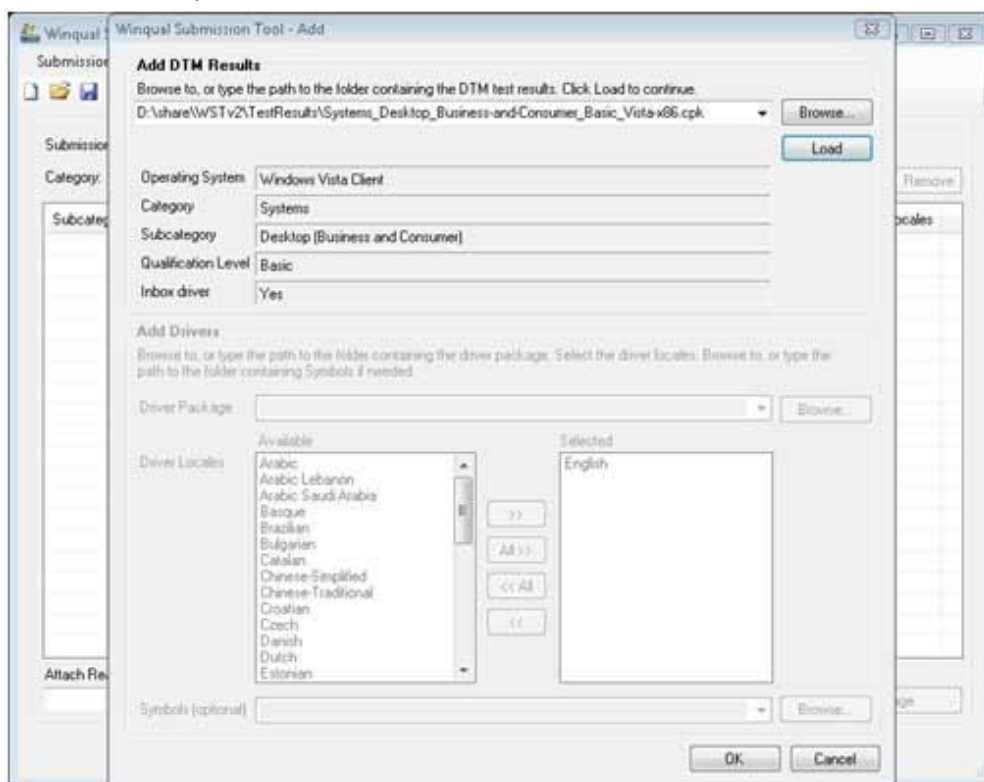 Winqual S
Winqual Submission Tool - Add
Submission
Add DTM Results
Browse to, or type the path to the folder containing the DTM test results. Click Load to continue.
D:\share\WSTv2\TestResults\Systems_Desktop_Business-and-Consumer_Basic_Vista-x86.cpk
Browse...
Submission
Load
Category:
Operating System
Windows Vista Client
Remove
Category
Systems
Subcateg
ocales
Subcategory
Desktop (Business and Consumer)
Qualification Level
Basic
Inbox driver
Yes
Add Drivers
Browse to, or type the path to the folder containing the driver package. Select the driver locales. Browse to, or type the
path to the folder containing Symbols if needed.
Driver Package
Browse...
Available
Selected
Driver Locales
Arabic
Arabic Lebanon
Arabic Saudi Arabia
Basque
Brazilian
Bulgarian
Catalan
Chinese-Simplified
Chinese-Traditional
Croatian
Czech
Danish
Dutch
Estonian
English
>>
All >>
<< All
<<
Attach Re
Symbols (optional)
Browse...
age
OK
Cancel